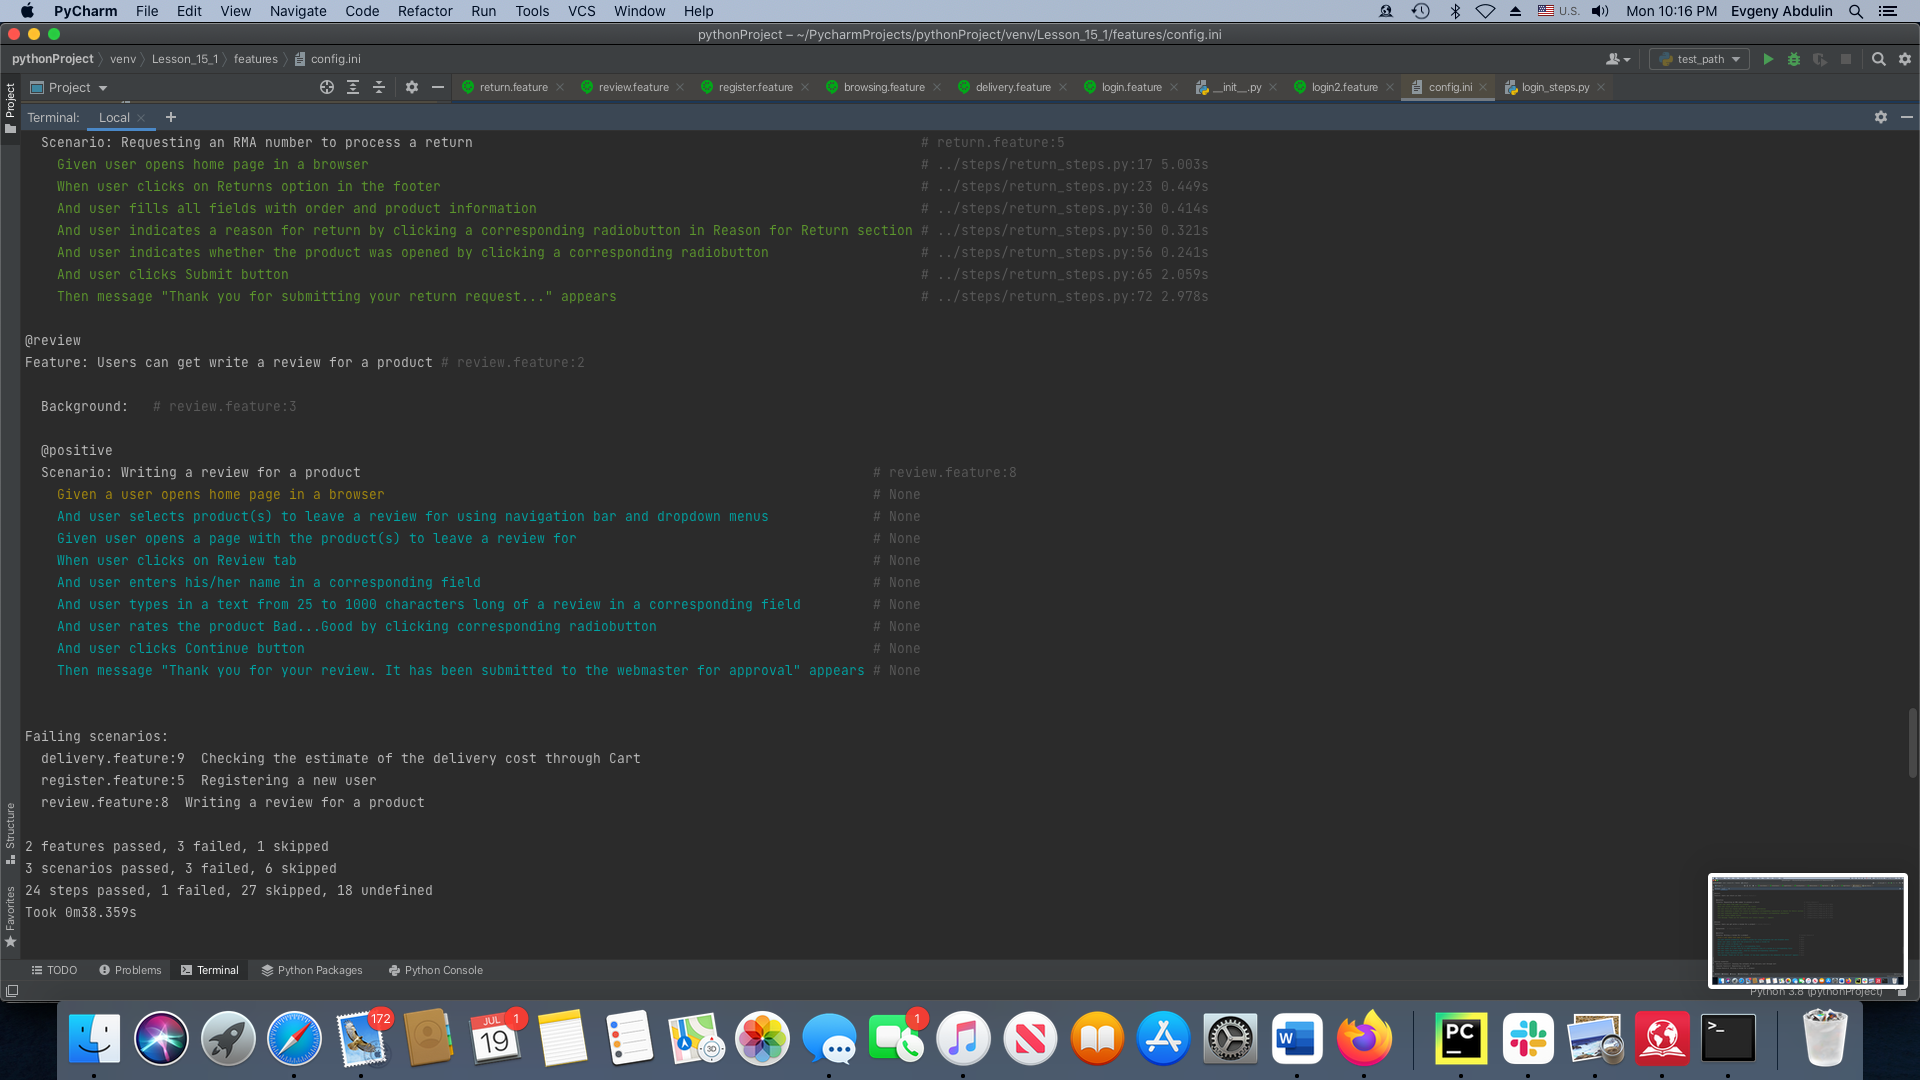 PyCharm File Edit View Navigate Code Refactor Run Tools VCS Window Help U.S. Mon 10:16 PM Evgeny Abdulin
pythonProject – ~/PycharmProjects/pythonProject/venv/Lesson_15_1/features/config.ini
pythonProject venv Lesson_15_1 features config.ini test_path
Project Project return.feature review.feature register.feature browsing.feature delivery.feature login.feature __init__.py login2.feature config.ini login_steps.py
Terminal: Local +
Scenario: Requesting an RMA number to process a return # return.feature:5
Given user opens home page in a browser # ../steps/return_steps.py:17 5.003s
When user clicks on Returns option in the footer # ../steps/return_steps.py:23 0.449s
And user fills all fields with order and product information # ../steps/return_steps.py:30 0.414s
And user indicates a reason for return by clicking a corresponding radiobutton in Reason for Return section # ../steps/return_steps.py:50 0.321s
And user indicates whether the product was opened by clicking a corresponding radiobutton # ../steps/return_steps.py:56 0.241s
And user clicks Submit button # ../steps/return_steps.py:65 2.059s
Then message "Thank you for submitting your return request..." appears # ../steps/return_steps.py:72 2.978s
@review
Feature: Users can get write a review for a product # review.feature:2
Background: # review.feature:3
@positive
Scenario: Writing a review for a product # review.feature:8
Given a user opens home page in a browser # None
And user selects product(s) to leave a review for using navigation bar and dropdown menus # None
Given user opens a page with the product(s) to leave a review for # None
When user clicks on Review tab # None
And user enters his/her name in a corresponding field # None
And user types in a text from 25 to 1000 characters long of a review in a corresponding field # None
And user rates the product Bad...Good by clicking corresponding radiobutton # None
And user clicks Continue button # None
Then message "Thank you for your review. It has been submitted to the webmaster for approval" appears # None
Failing scenarios:
delivery.feature:9 Checking the estimate of the delivery cost through Cart
register.feature:5 Registering a new user
review.feature:8 Writing a review for a product
2 features passed, 3 failed, 1 skipped
3 scenarios passed, 3 failed, 6 skipped
24 steps passed, 1 failed, 27 skipped, 18 undefined
Took 0m38.359s
Structure
Favorites
TODO Problems Terminal Python Packages Python Console
Python 3.8 (pythonProject)
172 JUL 19 1 3D 1 W PC >_